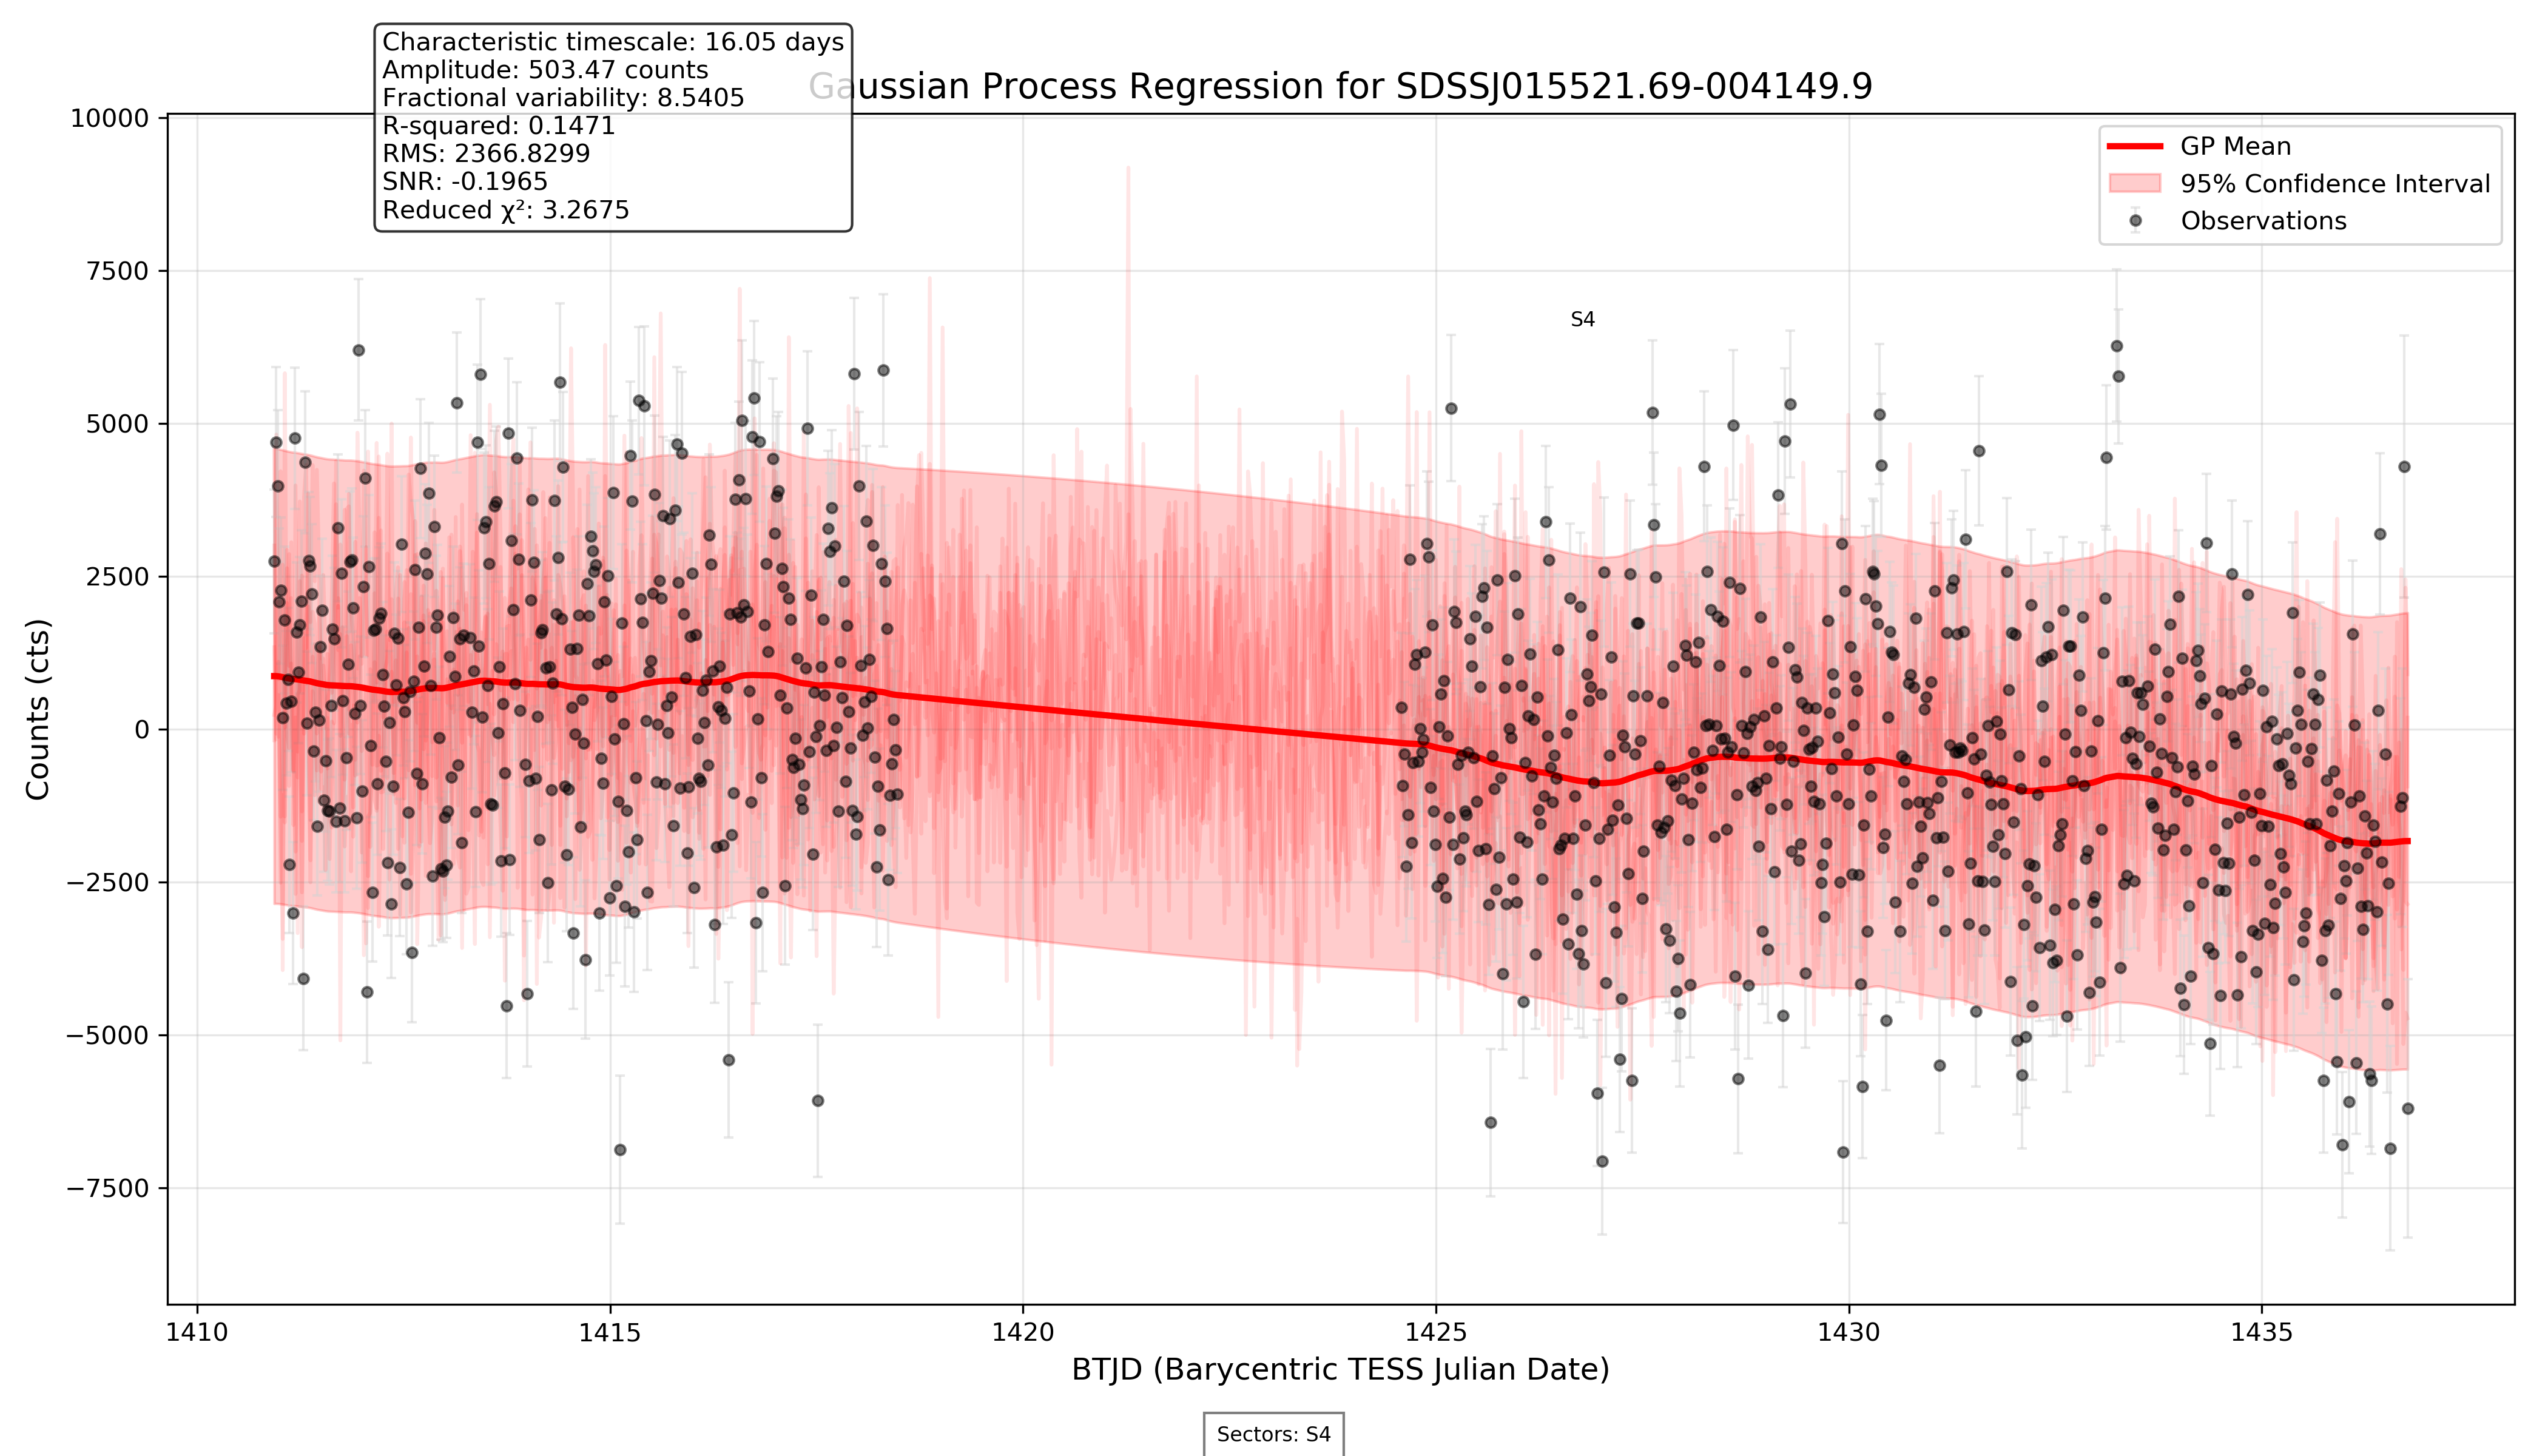 Characteristic timescale: 16.05 days
Amplitude: 503.47 counts
Fractional variability: 8.5405
R-squared: 0.1471
RMS: 2366.8299
SNR: -0.1965
Reduced χ²: 3.2675
Gaussian Process Regression for SDSSJ015521.69-004149.9
GP Mean
95% Confidence Interval
Observations
S4
Counts (cts)
10000
7500
5000
2500
0
−2500
−5000
−7500
1410 1415 1420 1425 1430 1435
BTJD (Barycentric TESS Julian Date)
Sectors: S4